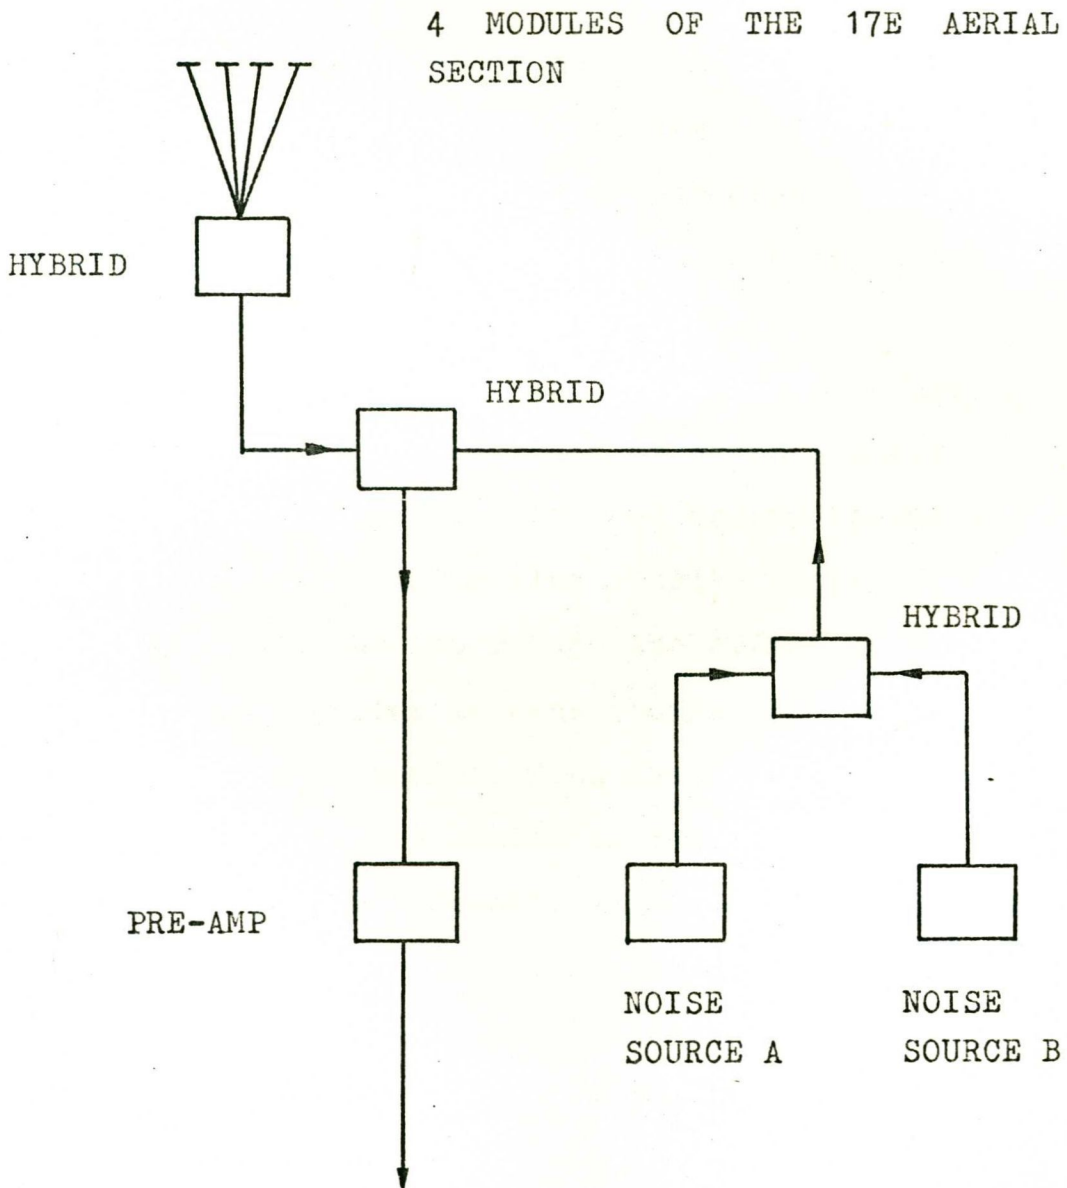 4 MODULES OF THE 17E AERIAL
SECTION
HYBRID
HYBRID
HYBRID
PRE-AMP
NOISE
SOURCE A
NOISE
SOURCE B